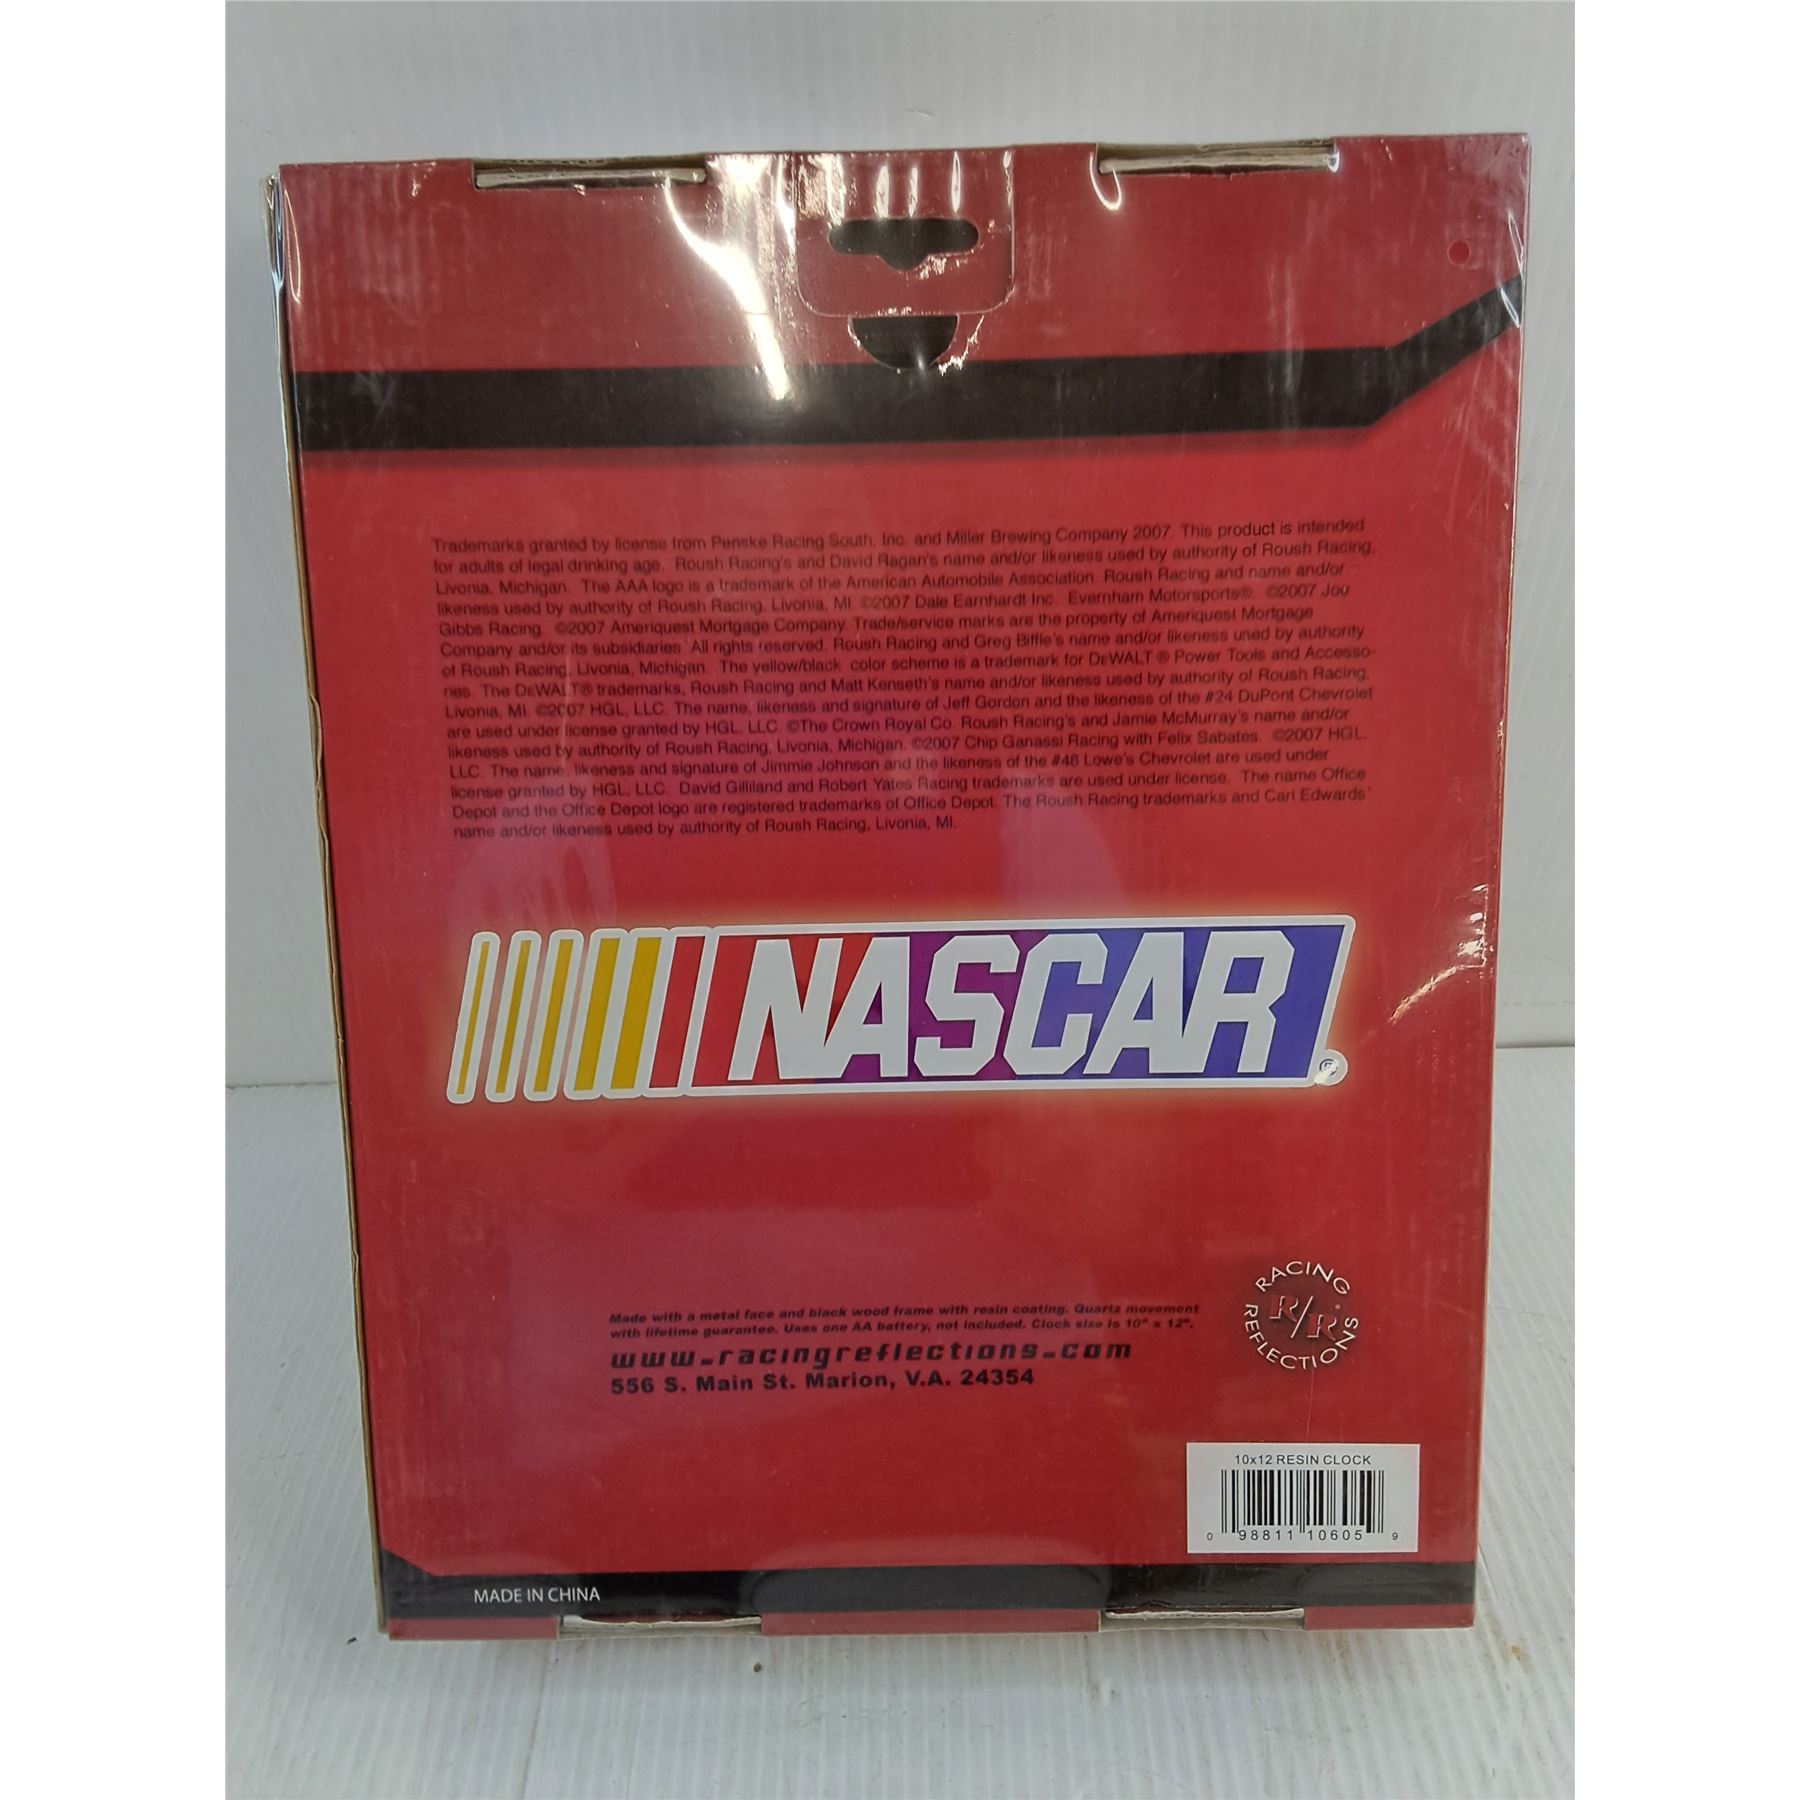 Trademarks granted by license from Penske Racing South, Inc. and Miller Brewing Company 2007. This product is intended
for adults of legal drinking age. Roush Racing's and David Ragan's name and/or likeness used by authority of Roush Racing,
Livonia, Michigan. The AAA logo is a trademark of the American Automobile Association. Roush Racing and name and/or
likeness used by authority of Roush Racing, Livonia, MI. ©2007 Dale Earnhardt Inc. Evernham Motorsports®. ©2007 Joe
Gibbs Racing. ©2007 Ameriquest Mortgage Company. Trade/service marks are the property of Ameriquest Mortgage
Company and/or its subsidiaries. All rights reserved. Roush Racing and Greg Biffle's name and/or likeness used by authority
of Roush Racing, Livonia, Michigan. The yellow/black color scheme is a trademark for DEWALT ® Power Tools and Accesso-
ries. The DEWALT® trademarks, Roush Racing and Matt Kenseth's name and/or likeness used by authority of Roush Racing,
Livonia, MI. ©2007 HGL, LLC. The name, likeness and signature of Jeff Gordon and the likeness of the #24 DuPont Chevrolet
are used under license granted by HGL, LLC. ©The Crown Royal Co. Roush Racing's and Jamie McMurray's name and/or
likeness used by authority of Roush Racing, Livonia, Michigan. ©2007 Chip Ganassi Racing with Felix Sabates. ©2007 HGL,
LLC. The name, likeness and signature of Jimmie Johnson and the likeness of the #48 Lowe's Chevrolet are used under
license granted by HGL, LLC. David Gilliland and Robert Yates Racing trademarks are used under license. The name Office
Depot and the Office Depot logo are registered trademarks of Office Depot. The Roush Racing trademarks and Carl Edwards'
name and/or likeness used by authority of Roush Racing, Livonia, MI.
NASCAR®
Made with a metal face and black wood frame with resin coating. Quartz movement
with lifetime guarantee. Uses one AA battery, not included. Clock size is 10" x 12".
www.racingreflections.com
556 S. Main St. Marion, V.A. 24354
RACING
R/R
REFLECTIONS
10x12 RESIN CLOCK
0 98811 10605 9
MADE IN CHINA